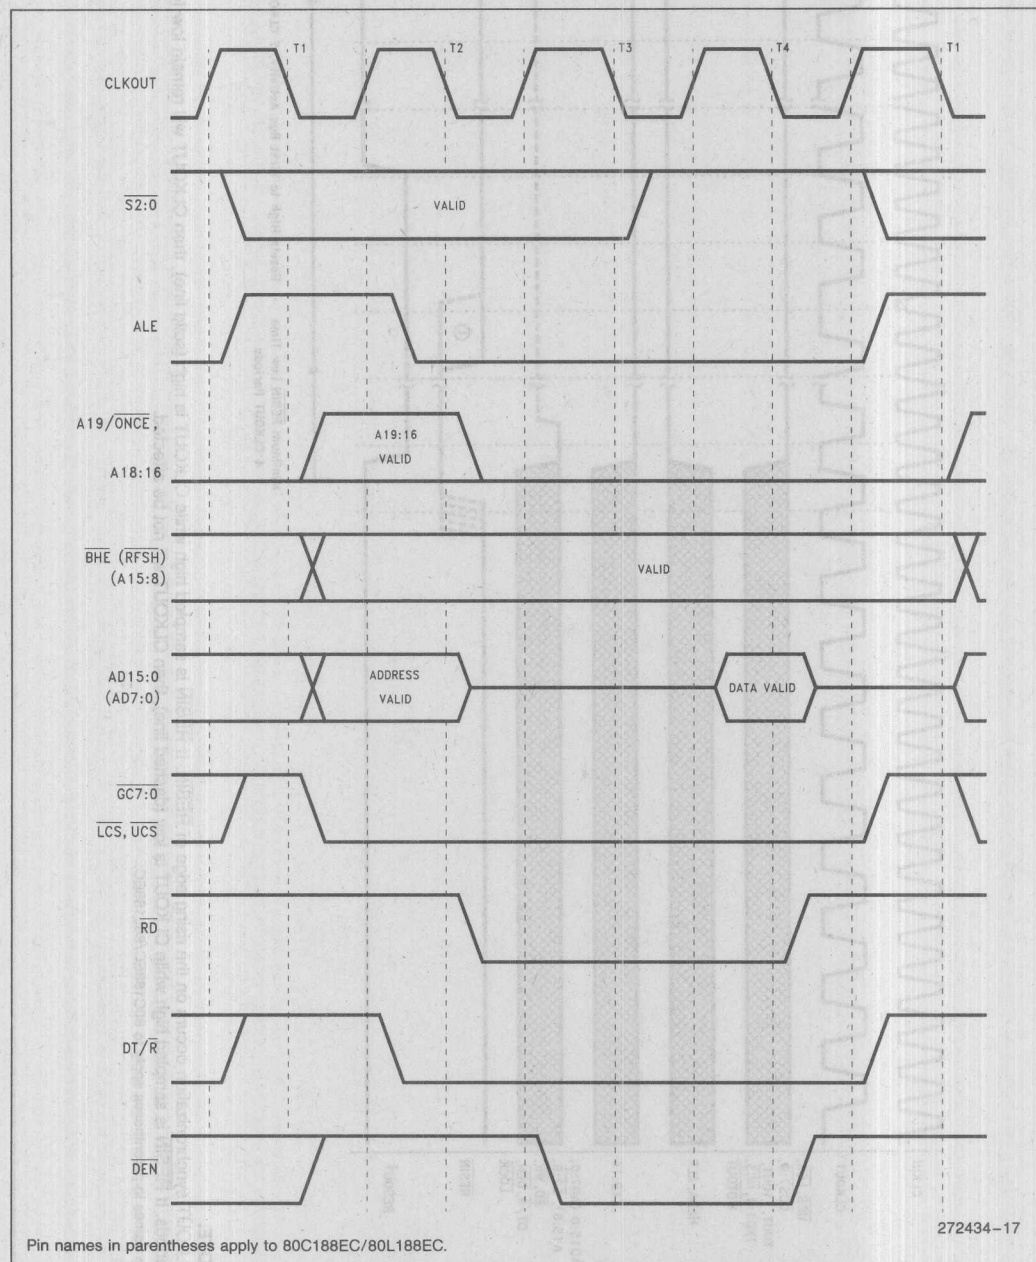 T1 T2 T3 T4 T1
CLKOUT
S2:0
VALID
ALE
A19/ONCE,
A18:16
A19:16
VALID
BHE (RFSH)
(A15:8)
VALID
AD15:0
(AD7:0)
ADDRESS
VALID
DATA VALID
GC7:0
LCS, UCS
RD
DT/R
DEN
272434-17
Pin names in parentheses apply to 80C188EC/80L188EC.